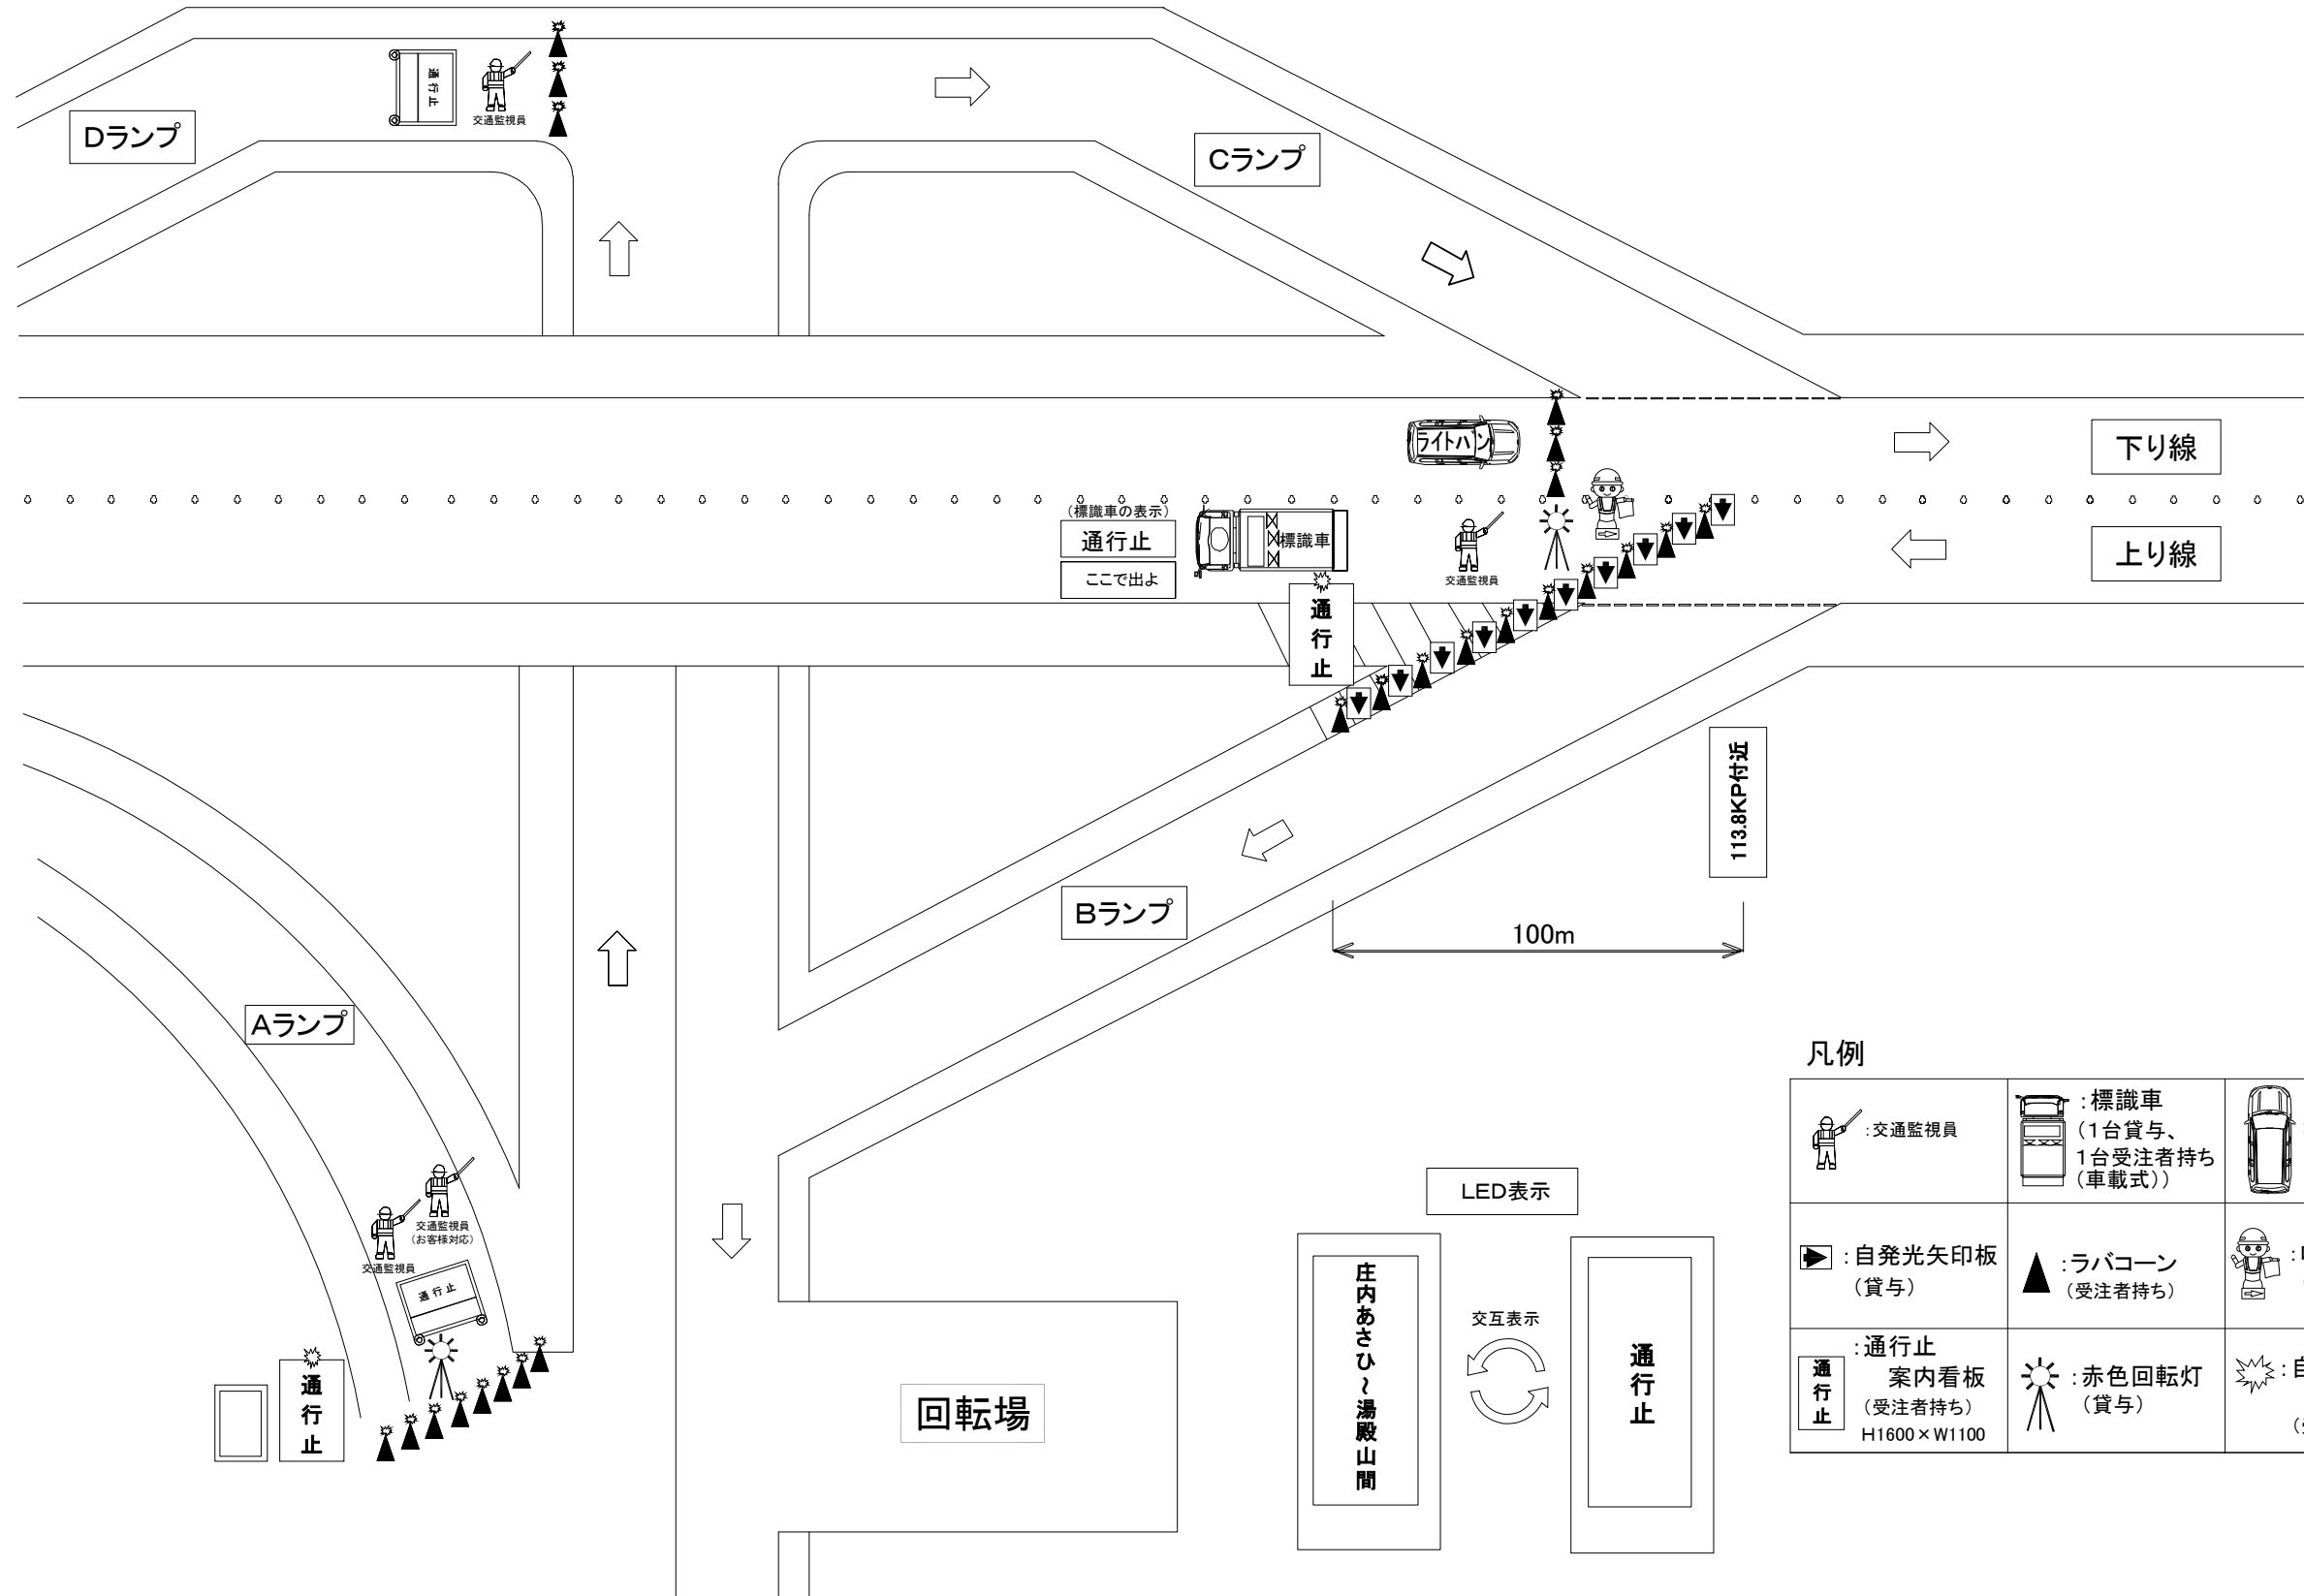 通行止
交通監視員
Dランプ
Cランプ
ライトバン
下り線
(標識車の表示)
通行止
ここで出よ
標識車
交通監視員
上り線
通行止
113.8KP付近
Bランプ
100m
Aランプ
凡例
:交通監視員
:標識車
(1台貸与、
1台受注者持ち
(車載式))
LED表示
交通監視員
(お客様対応)
交通監視員
通行止
:自発光矢印板
(貸与)
:ラバコーン
(受注者持ち)
庄内あさひ~湯殿山間
交互表示
通行止
通行止
回転場
通行止
:通行止
案内看板
(受注者持ち)
H1600×W1100
:赤色回転灯
(貸与)
:自